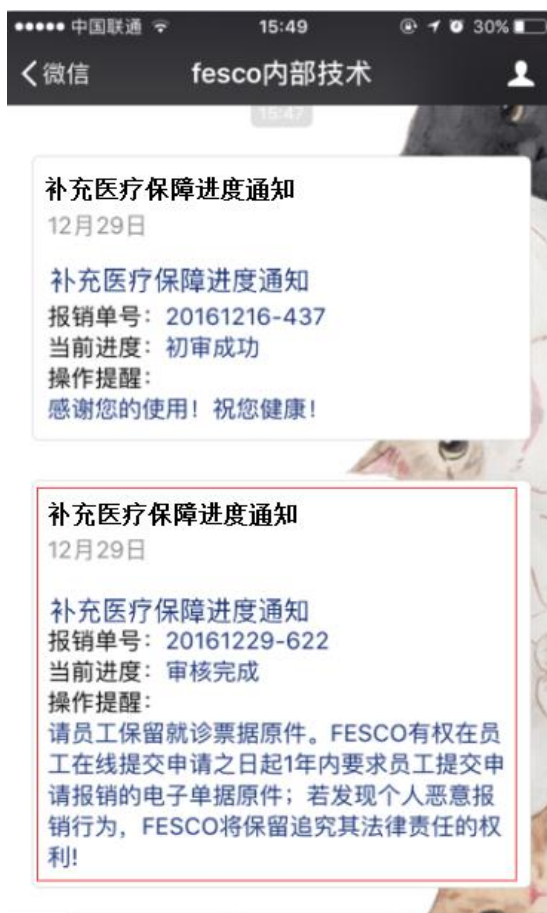 中国联通 15:49 30%
微信 fesco内部技术
15:47
补充医疗保障进度通知
12月29日
补充医疗保障进度通知
报销单号：20161216-437
当前进度：初审成功
操作提醒：
感谢您的使用！祝您健康！
补充医疗保障进度通知
12月29日
补充医疗保障进度通知
报销单号：20161229-622
当前进度：审核完成
操作提醒：
请员工保留就诊票据原件。FESCO有权在员
工在线提交申请之日起1年内要求员工提交申
请报销的电子单据原件；若发现个人恶意报
销行为，FESCO将保留追究其法律责任的权
利!